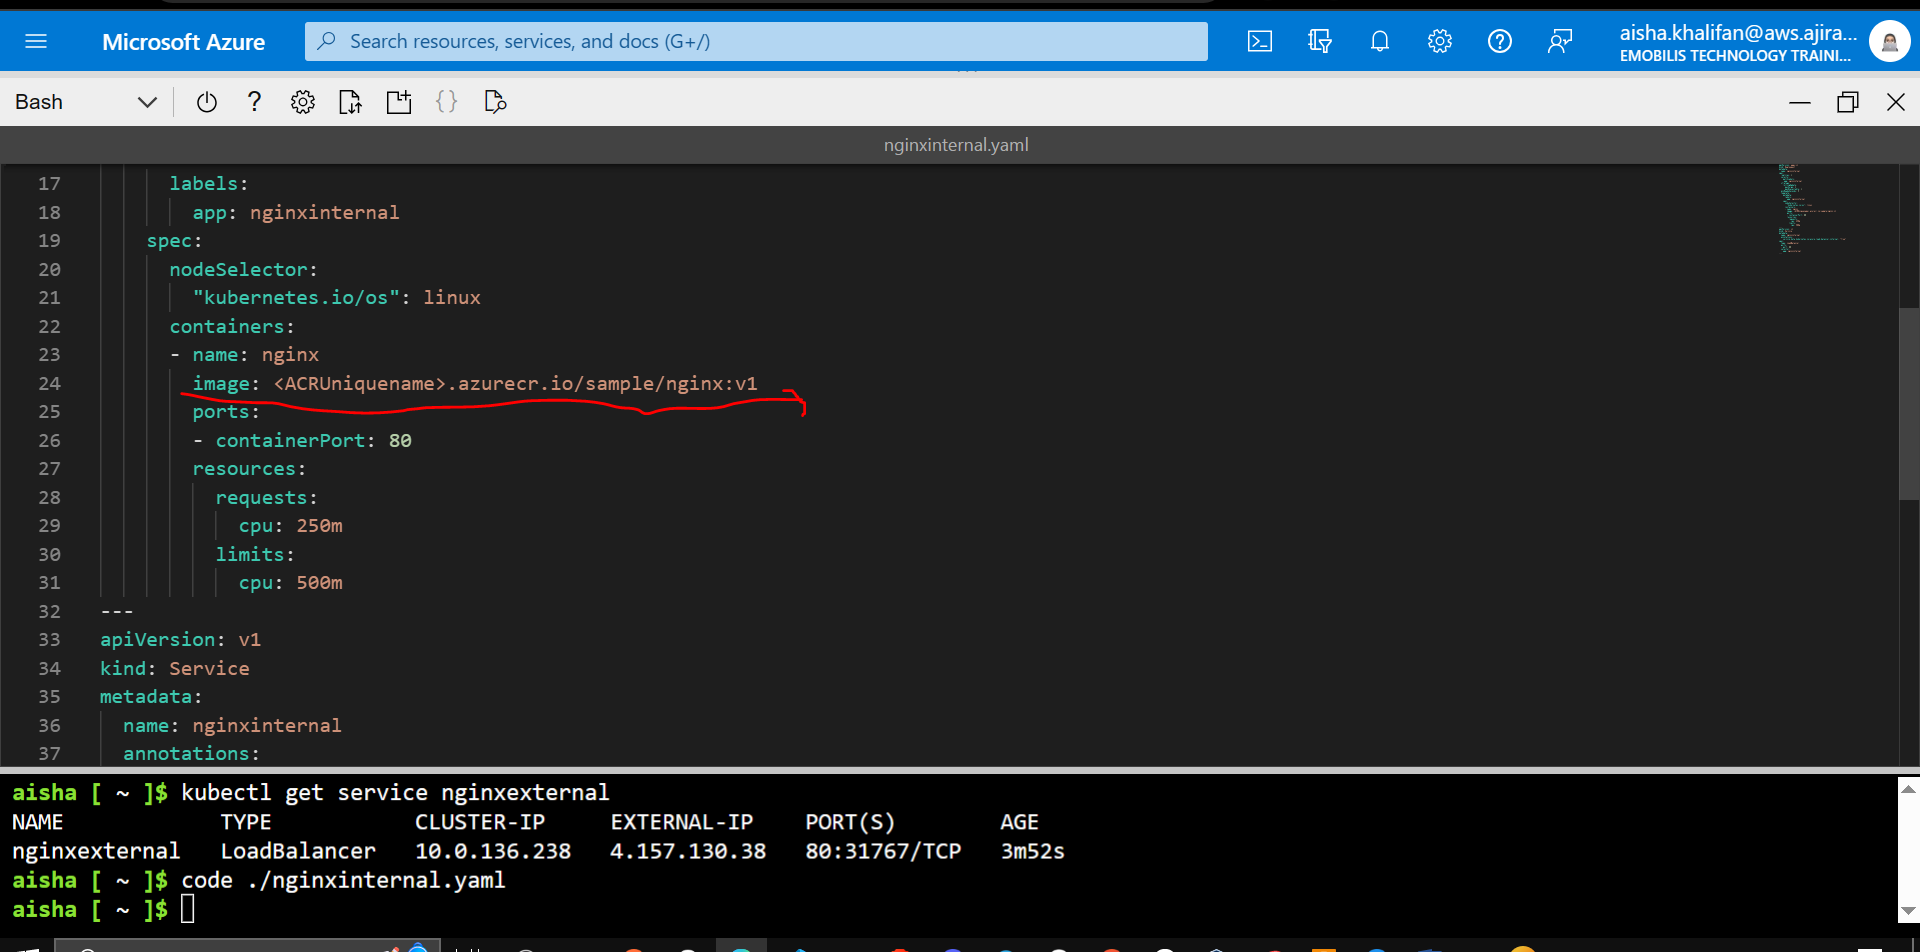 Microsoft Azure
Search resources, services, and docs (G+/)
aisha.khalifan@aws.ajira...
EMOBILIS TECHNOLOGY TRAINI...
Bash
nginxinternal.yaml
17 labels:
18 app: nginxinternal
19 spec:
20 nodeSelector:
21 "kubernetes.io/os": linux
22 containers:
23 - name: nginx
24 image: <ACRUniquename>.azurecr.io/sample/nginx:v1
25 ports:
26 - containerPort: 80
27 resources:
28 requests:
29 cpu: 250m
30 limits:
31 cpu: 500m
32 ---
33 apiVersion: v1
34 kind: Service
35 metadata:
36 name: nginxinternal
37 annotations:
aisha [ ~ ]$ kubectl get service nginxexternal
NAME TYPE CLUSTER-IP EXTERNAL-IP PORT(S) AGE
nginxexternal LoadBalancer 10.0.136.238 4.157.130.38 80:31767/TCP 3m52s
aisha [ ~ ]$ code ./nginxinternal.yaml
aisha [ ~ ]$